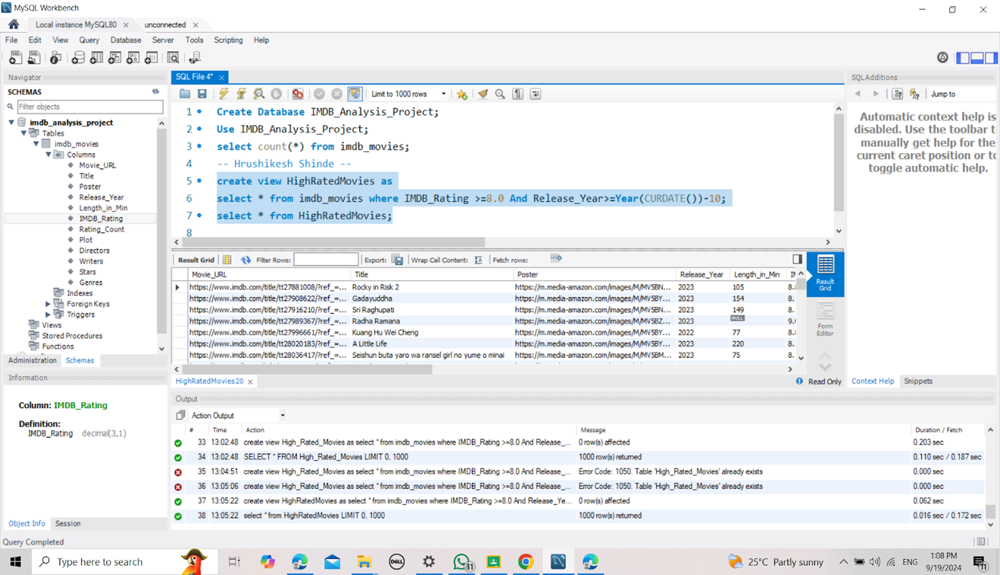 MySQL Workbench
Local instance MySQL80
unconnected
File Edit View Query Database Server Tools Scripting Help
Navigator
SCHEMAS
Filter objects
imdb_analysis_project
Tables
imdb_movies
Columns
Movie_URL
Title
Poster
Release_Year
Length_in_Min
IMDB_Rating
Rating_Count
Plot
Directors
Writers
Stars
Genres
Indexes
Foreign Keys
Triggers
Views
Stored Procedures
Functions
Administration Schemas
Information
Column: IMDB_Rating
Definition:
IMDB_Rating decimal(3,1)
Object Info Session
SQL File 4*
Limit to 1000 rows
1 Create Database IMDB_Analysis_Project;
2 Use IMDB_Analysis_Project;
3 select count(*) from imdb_movies;
4 -- Hrushikesh Shinde --
5 create view HighRatedMovies as
6 select * from imdb_movies where IMDB_Rating >=8.0 And Release_Year>=Year(CURDATE())-10;
7 select * from HighRatedMovies;
8
Result Grid Filter Rows: Export: Wrap Cell Content: Fetch rows:
Movie_URL Title Poster Release_Year Length_in_Min
https://www.imdb.com/title/tt27881008/?ref_=... Rocky in Risk 2 https://m.media-amazon.com/images/M/MV5BN... 2023 105 8.
https://www.imdb.com/title/tt27908622/?ref_=... Gadayuddha https://m.media-amazon.com/images/M/MV5BY... 2023 154 8.
https://www.imdb.com/title/tt27916210/?ref_=... Sri Raghupati https://m.media-amazon.com/images/M/MV5BN... 2023 149 8.
https://www.imdb.com/title/tt27989367/?ref_=... Radha Ramana https://m.media-amazon.com/images/M/MV5BZ... 2023 NULL 9.
https://www.imdb.com/title/tt27996661/?ref_=... Kuang Hu Wei Cheng https://m.media-amazon.com/images/M/MV5BY... 2022 77 8.
https://www.imdb.com/title/tt28020183/?ref_=... A Little Life https://m.media-amazon.com/images/M/MV5BY... 2023 220 8.
https://www.imdb.com/title/tt28036417/?ref_=... Seishun buta yaro wa ransel girl no yume o minai https://m.media-amazon.com/images/M/MV5BM... 2023 75 8.
HighRatedMovies20
Read Only
Result
Grid
Form
Editor
SQLAdditions
Jump to
Automatic context help is
disabled. Use the toolbar t
manually get help for the
current caret position or to
toggle automatic help.
Context Help Snippets
Output
Action Output
# Time Action Message Duration / Fetch
33 13:02:48 create view High_Rated_Movies as select * from imdb_movies where IMDB_Rating >=8.0 And Release_... 0 row(s) affected 0.203 sec
34 13:02:48 SELECT * FROM High_Rated_Movies LIMIT 0, 1000 1000 row(s) returned 0.110 sec / 0.187 sec
35 13:04:51 create view High_Rated_Movies as select * from imdb_movies where IMDB_Rating >=8.0 And Release_... Error Code: 1050. Table 'High_Rated_Movies' already exists 0.000 sec
36 13:05:06 create view High_Rated_Movies as select * from imdb_movies where IMDB_Rating >=8.0 And Release_... Error Code: 1050. Table 'High_Rated_Movies' already exists 0.000 sec
37 13:05:22 create view HighRatedMovies as select * from imdb_movies where IMDB_Rating >=8.0 And Release_Ye... 0 row(s) affected 0.062 sec
38 13:05:22 select * from HighRatedMovies LIMIT 0, 1000 1000 row(s) returned 0.016 sec / 0.172 sec
Query Completed
Type here to search
DELL
31
25°C Partly sunny
ENG
1:08 PM
9/19/2024
11